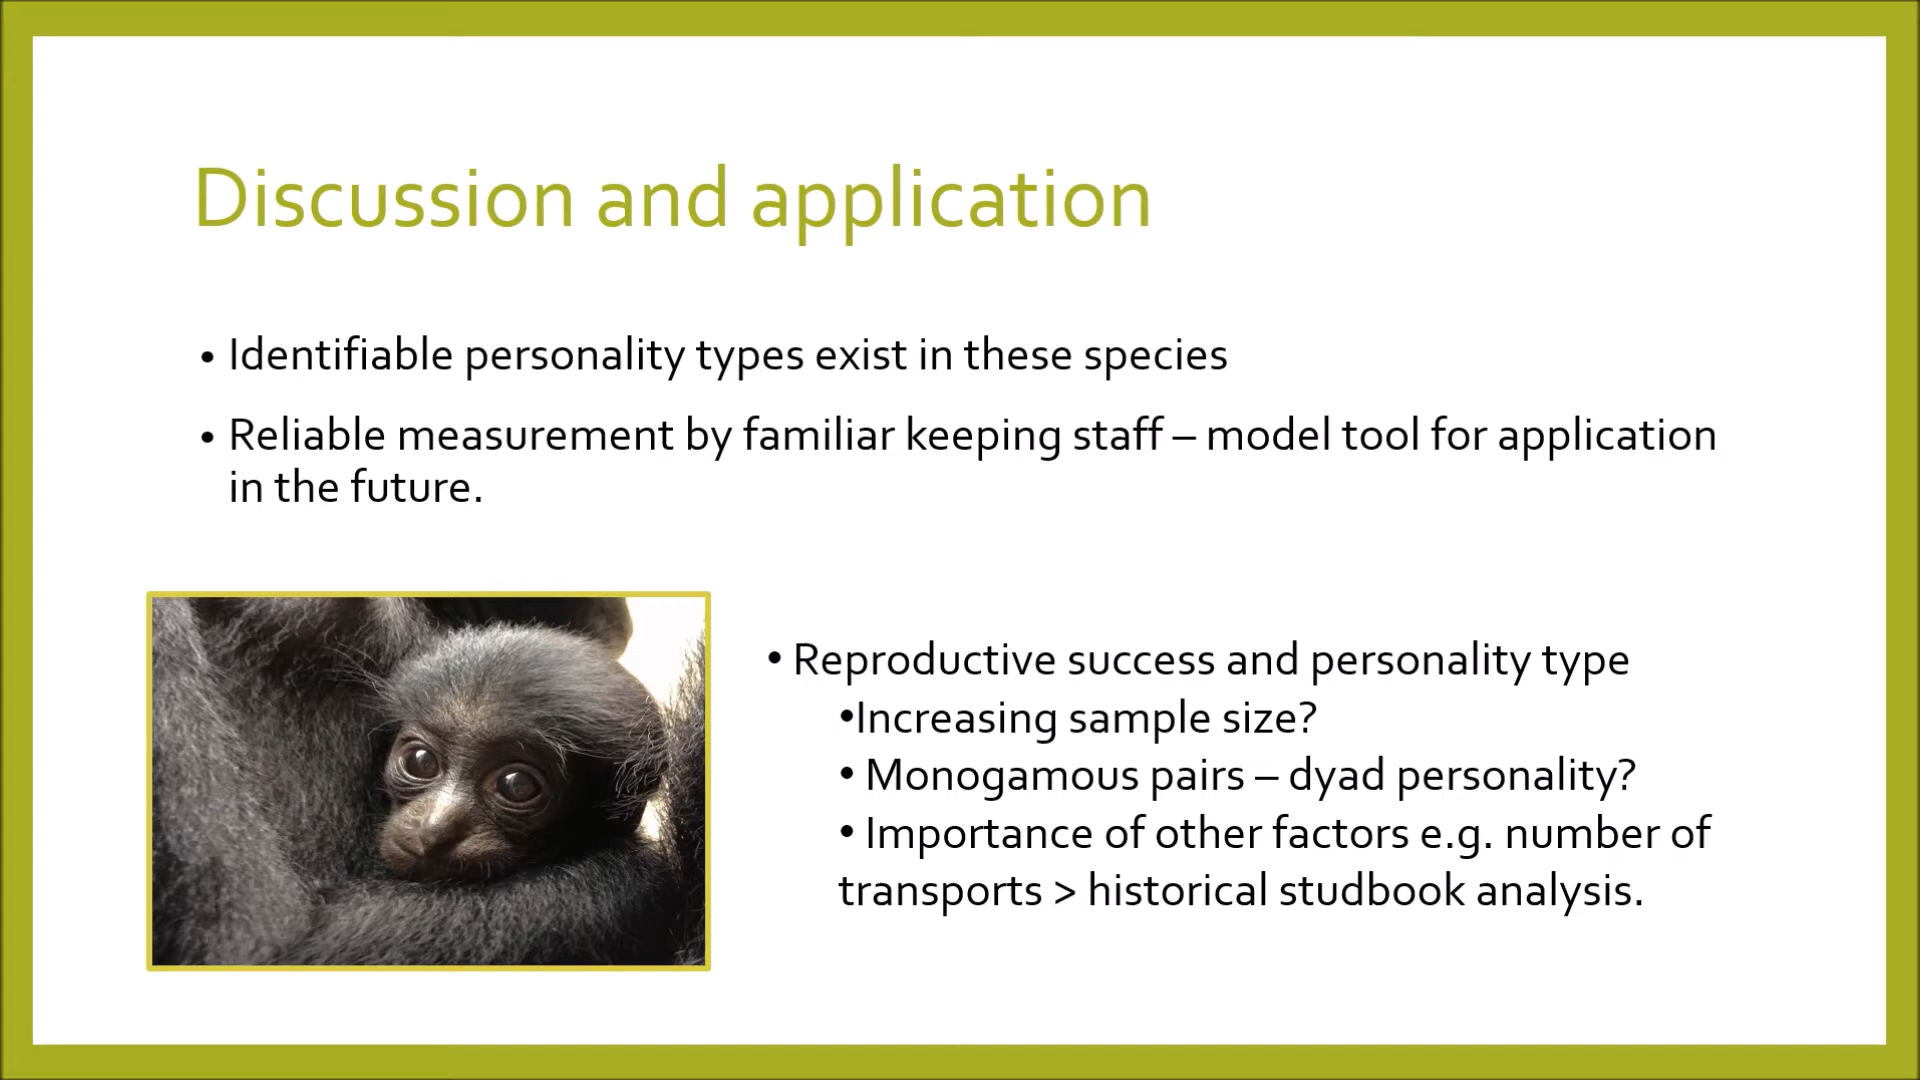 Discussion and application
• Identifiable personality types exist in these species
• Reliable measurement by familiar keeping staff – model tool for application
in the future.
• Reproductive success and personality type
•Increasing sample size?
• Monogamous pairs – dyad personality?
• Importance of other factors e.g. number of
transports > historical studbook analysis.